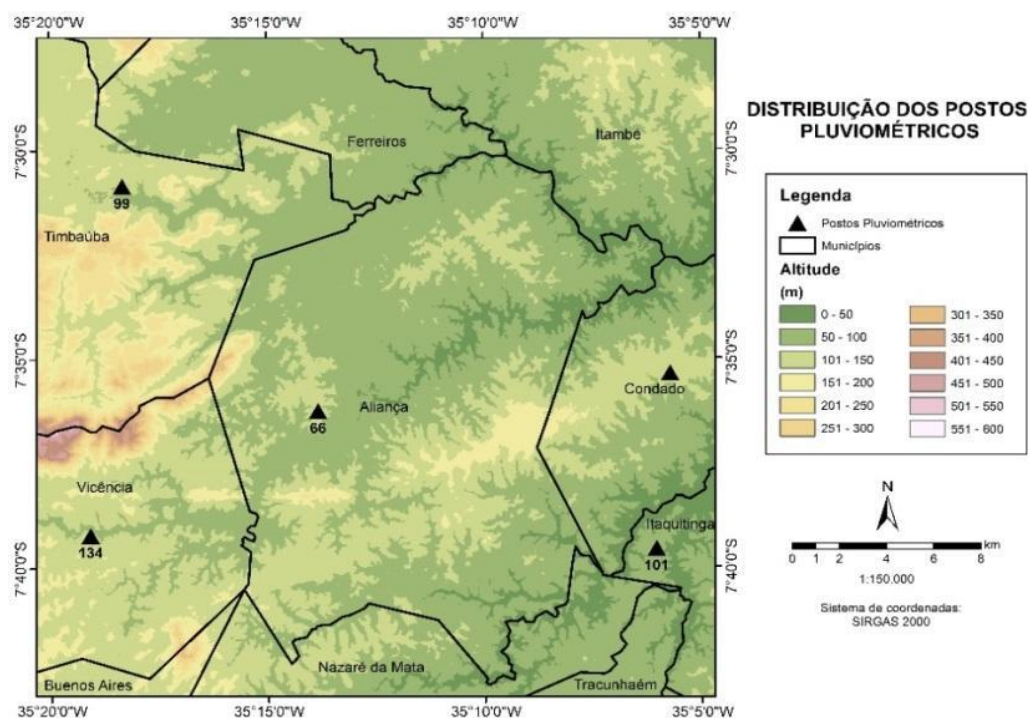 35°20'0"W 35°15'0"W 35°10'0"W 35°5'0"W
7°30'0"S
7°35'0"S
7°40'0"S
Ferreiros
Itambé
99
Timbaúba
Condado
Aliança
66
Vicência
134
Itaquitinga
101
Nazaré da Mata
Buenos Aires
Tracunhaém
7°30'0"S
7°35'0"S
7°40'0"S
35°20'0"W 35°15'0"W 35°10'0"W 35°5'0"W
DISTRIBUIÇÃO DOS POSTOS
PLUVIOMÉTRICOS
Legenda
Postos Pluviométricos
Municípios
Altitude
(m)
0 - 50
50 - 100
101 - 150
151 - 200
201 - 250
251 - 300
301 - 350
351 - 400
401 - 450
451 - 500
501 - 550
551 - 600
N
0 1 2 4 6 8 km
1:150.000
Sistema de coordenadas:
SIRGAS 2000